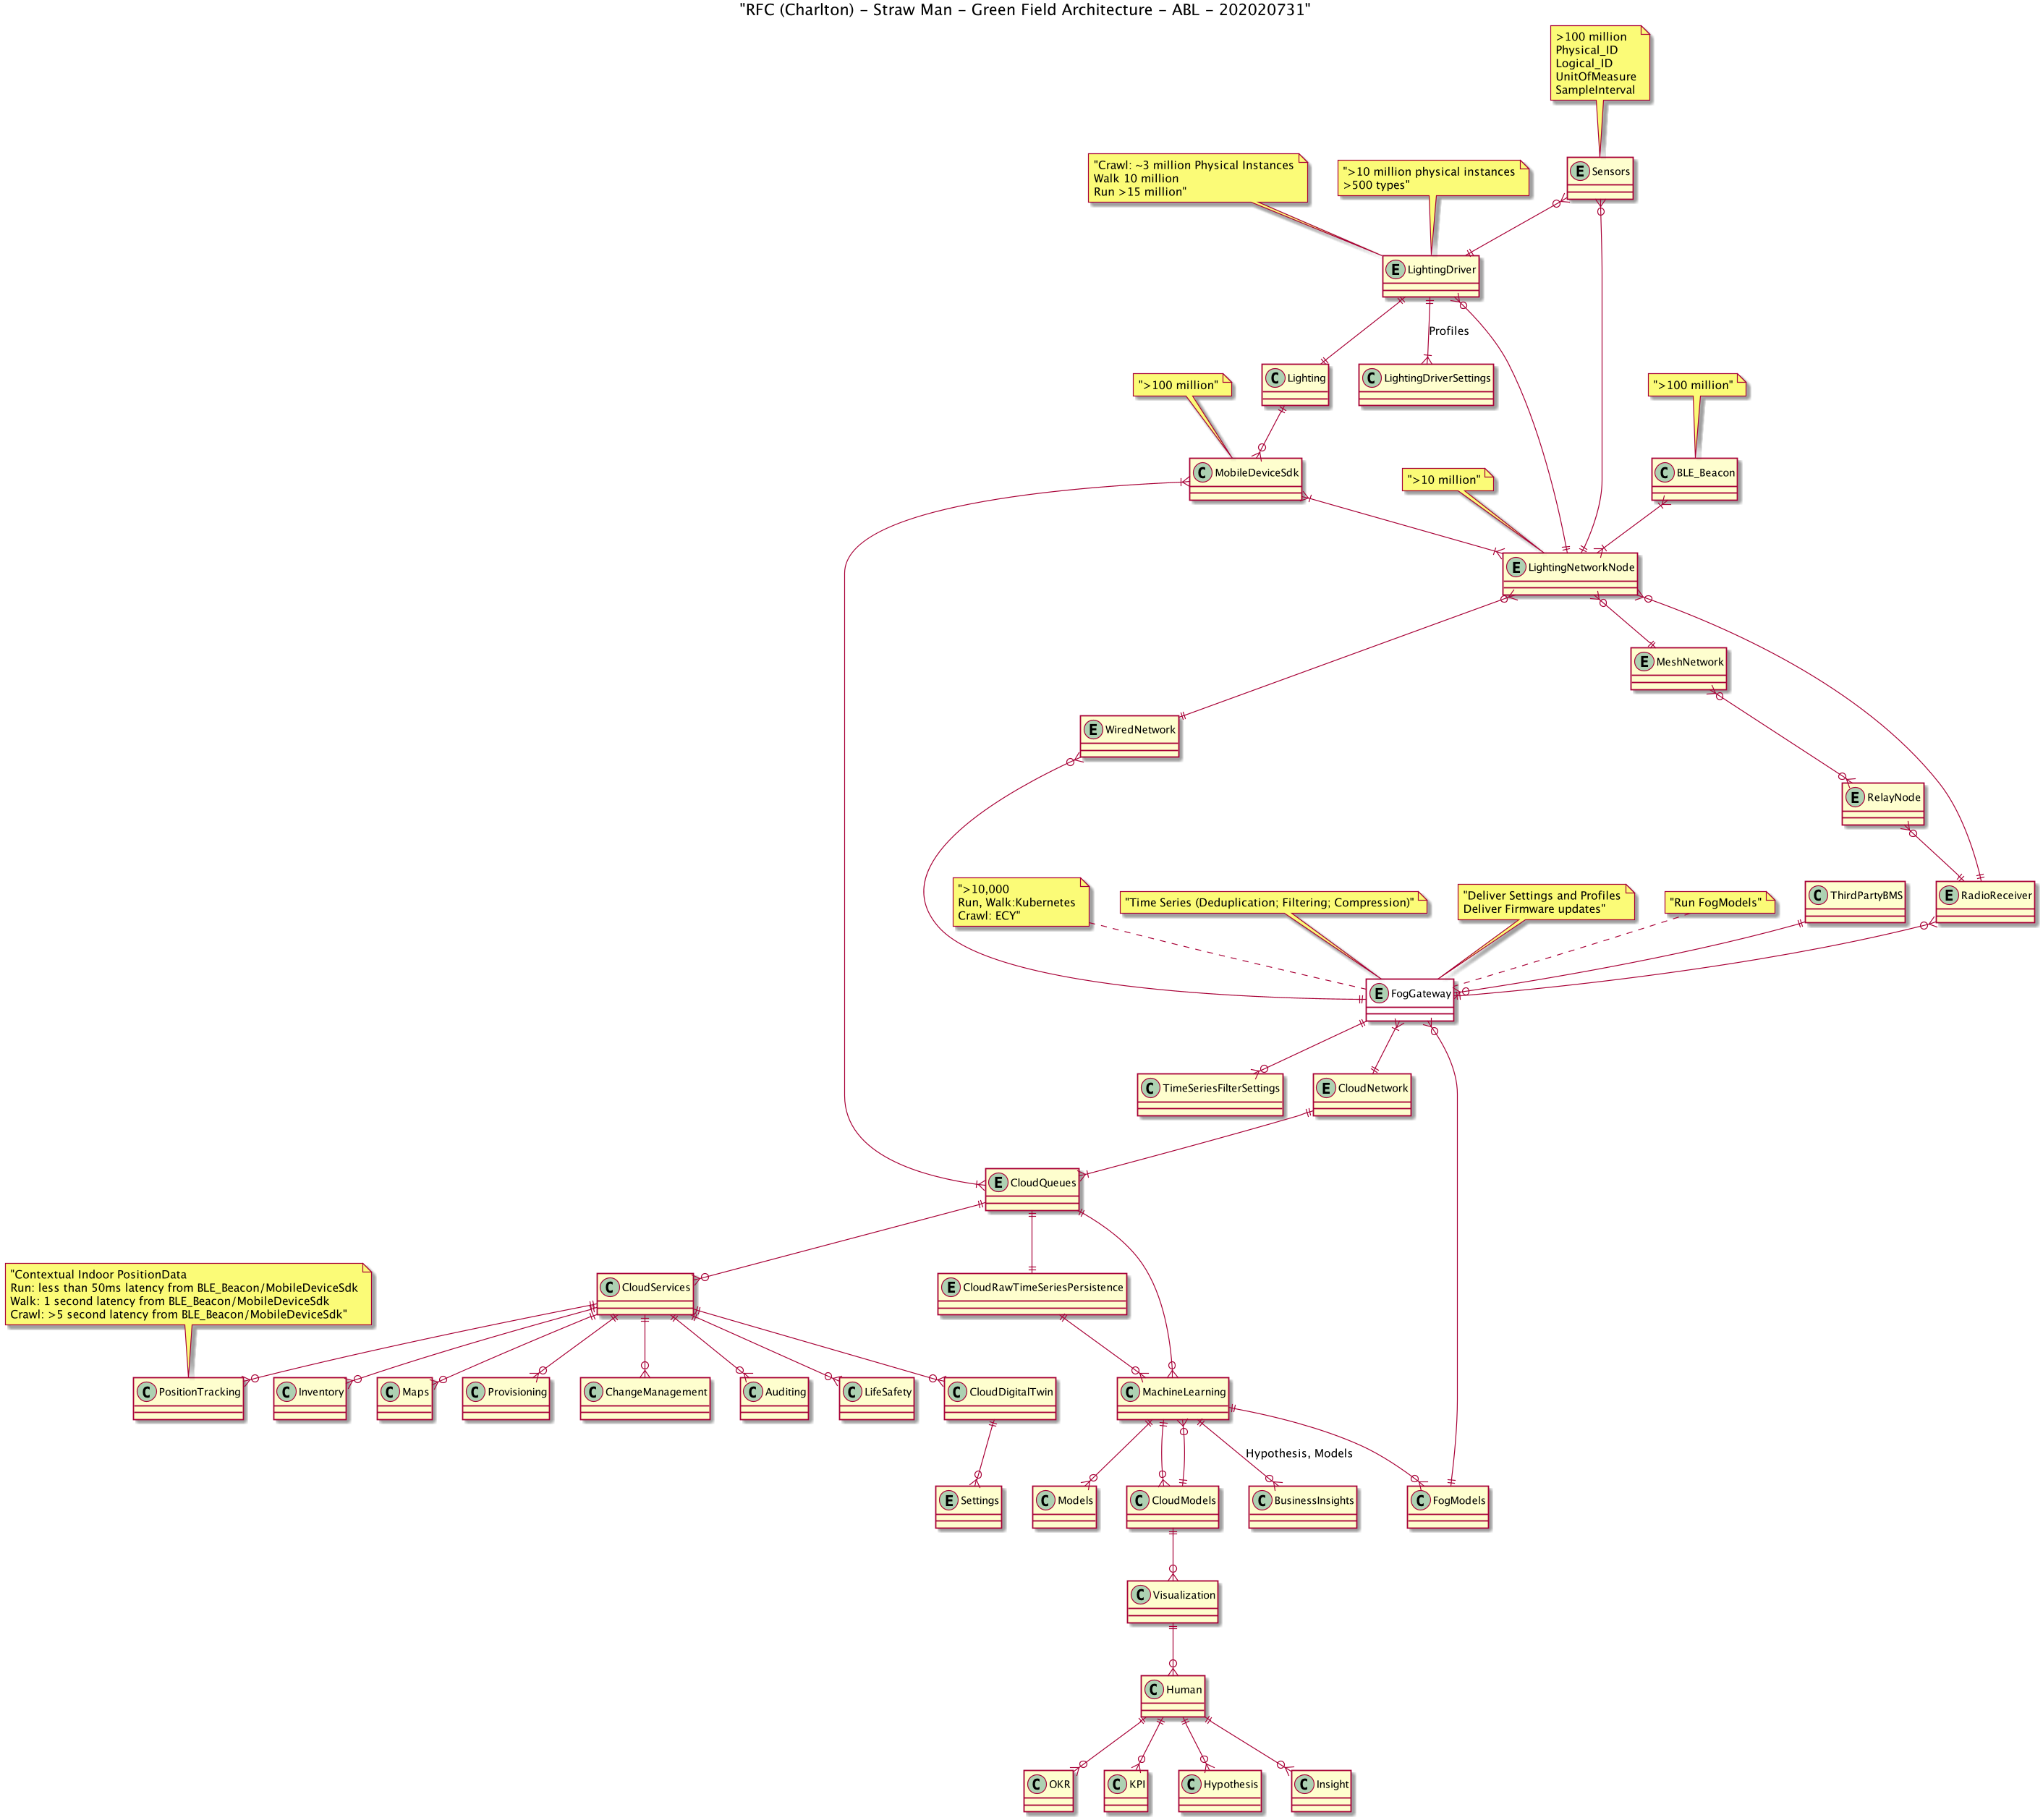 "RFC (Charlton) - Straw Man - Green Field Architecture - ABL - 202020731"
>100 million
Physical_ID
Logical_ID
UnitOfMeasure
SampleInterval
"Crawl: ~3 million Physical Instances
Walk 10 million
Run >15 million"
">10 million physical instances
>500 types"
E Sensors
E LightingDriver
Profiles
C Lighting
C LightingDriverSettings
">100 million"
">100 million"
C MobileDeviceSdk
C BLE_Beacon
">10 million"
E LightingNetworkNode
E MeshNetwork
E WiredNetwork
E RelayNode
">10,000
Run, Walk:Kubernetes
Crawl: ECY"
"Time Series (Deduplication; Filtering; Compression)"
"Deliver Settings and Profiles
Deliver Firmware updates"
"Run FogModels"
C ThirdPartyBMS
E RadioReceiver
E FogGateway
C TimeSeriesFilterSettings
E CloudNetwork
E CloudQueues
"Contextual Indoor PositionData
Run: less than 50ms latency from BLE_Beacon/MobileDeviceSdk
Walk: 1 second latency from BLE_Beacon/MobileDeviceSdk
Crawl: >5 second latency from BLE_Beacon/MobileDeviceSdk"
C CloudServices
E CloudRawTimeSeriesPersistence
C PositionTracking
C Inventory
C Maps
C Provisioning
C ChangeManagement
C Auditing
C LifeSafety
C CloudDigitalTwin
C MachineLearning
Hypothesis, Models
E Settings
C Models
C CloudModels
C BusinessInsights
C FogModels
C Visualization
C Human
C OKR
C KPI
C Hypothesis
C Insight